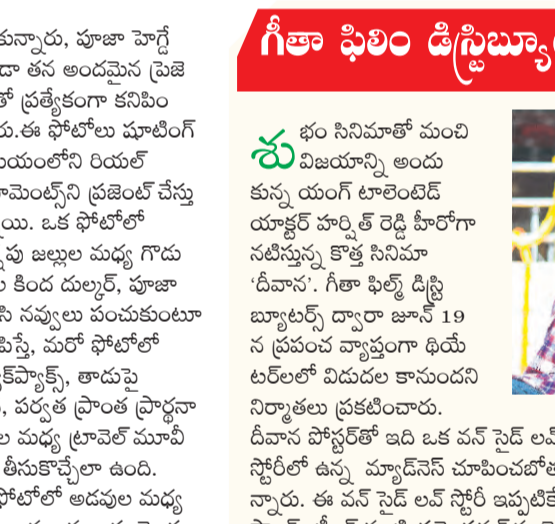 కున్నారు, పూజా హెగ్డే
తన అందమైన ప్రెజె
ప్రత్యేకంగా కనిపిం
ఈ ఫోటోలు షూటింగ్
రియల్
ప్రజెంట్ చేస్తు
ఒక ఫోటోలో
జల్లుల మధ్య గొడు
కింద దుల్కర్, పూజా
నవ్వులు పంచుకుంటూ
మరో ఫోటోలో
తాడుపై
పర్వత ప్రాంత ప్రార్థనా
మధ్య ట్రావెల్ మూవీ
తీసుకొచ్చేలా ఉంది.
అడవుల మధ్య
గీతా ఫిలిం డిస్ట్రిబ్యూ
శుభం సినిమాతో మంచి
విజయాన్ని అందు
కున్న యంగ్ టాలెంటెడ్
యాక్టర్ హర్షిత్ రెడ్డి హీరోగా
నటిస్తున్న కొత్త సినిమా
'దీవాన'. గీతా ఫిల్మ్ డిస్ట్రి
బ్యూటర్స్ ద్వారా జూన్ 19
న ప్రపంచ వ్యాప్తంగా థియే
టర్‌లలో విడుదల కానుందని
నిర్మాతలు ప్రకటించారు.
దీవాన పోస్టర్‌తో ఇది ఒక వన్ సైడ్ లవ్
స్టోరీలో ఉన్న మ్యాడ్‌నెస్ చూపించబోత
న్నారు. ఈ వన్ సైడ్ లవ్ స్టోరీ ఇప్పటికే